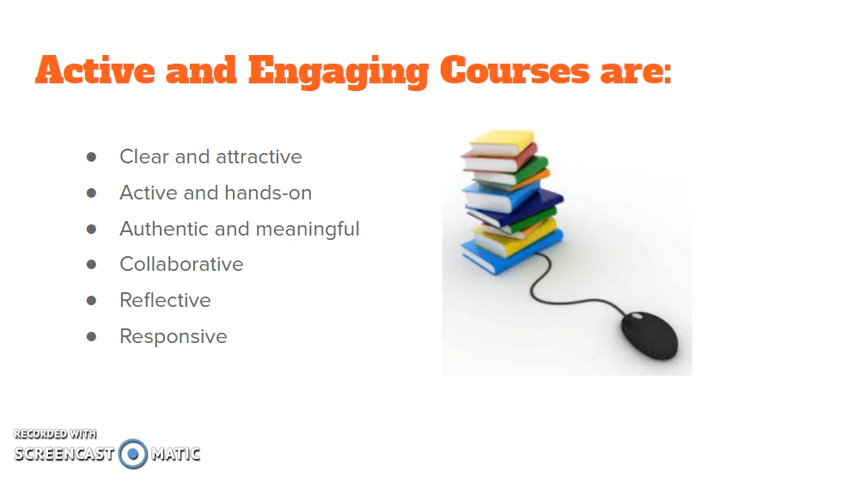 Active and Engaging Courses are:
● Clear and attractive
● Active and hands-on
● Authentic and meaningful
● Collaborative
● Reflective
● Responsive
RECORDED WITH
SCREENCAST MATIC